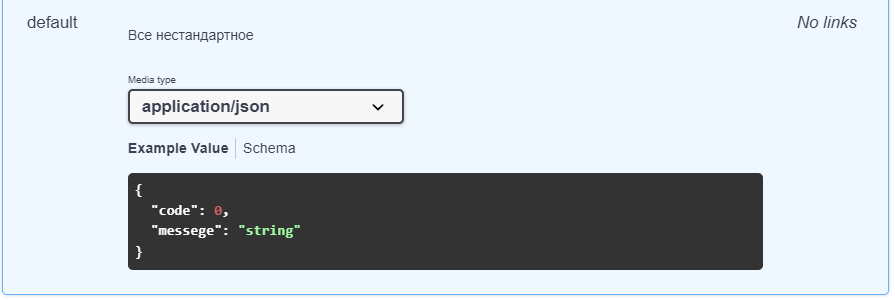 default
No links
Все нестандартное
Media type
application/json
Example Value
Schema
{
"code": 0,
"messege": "string"
}